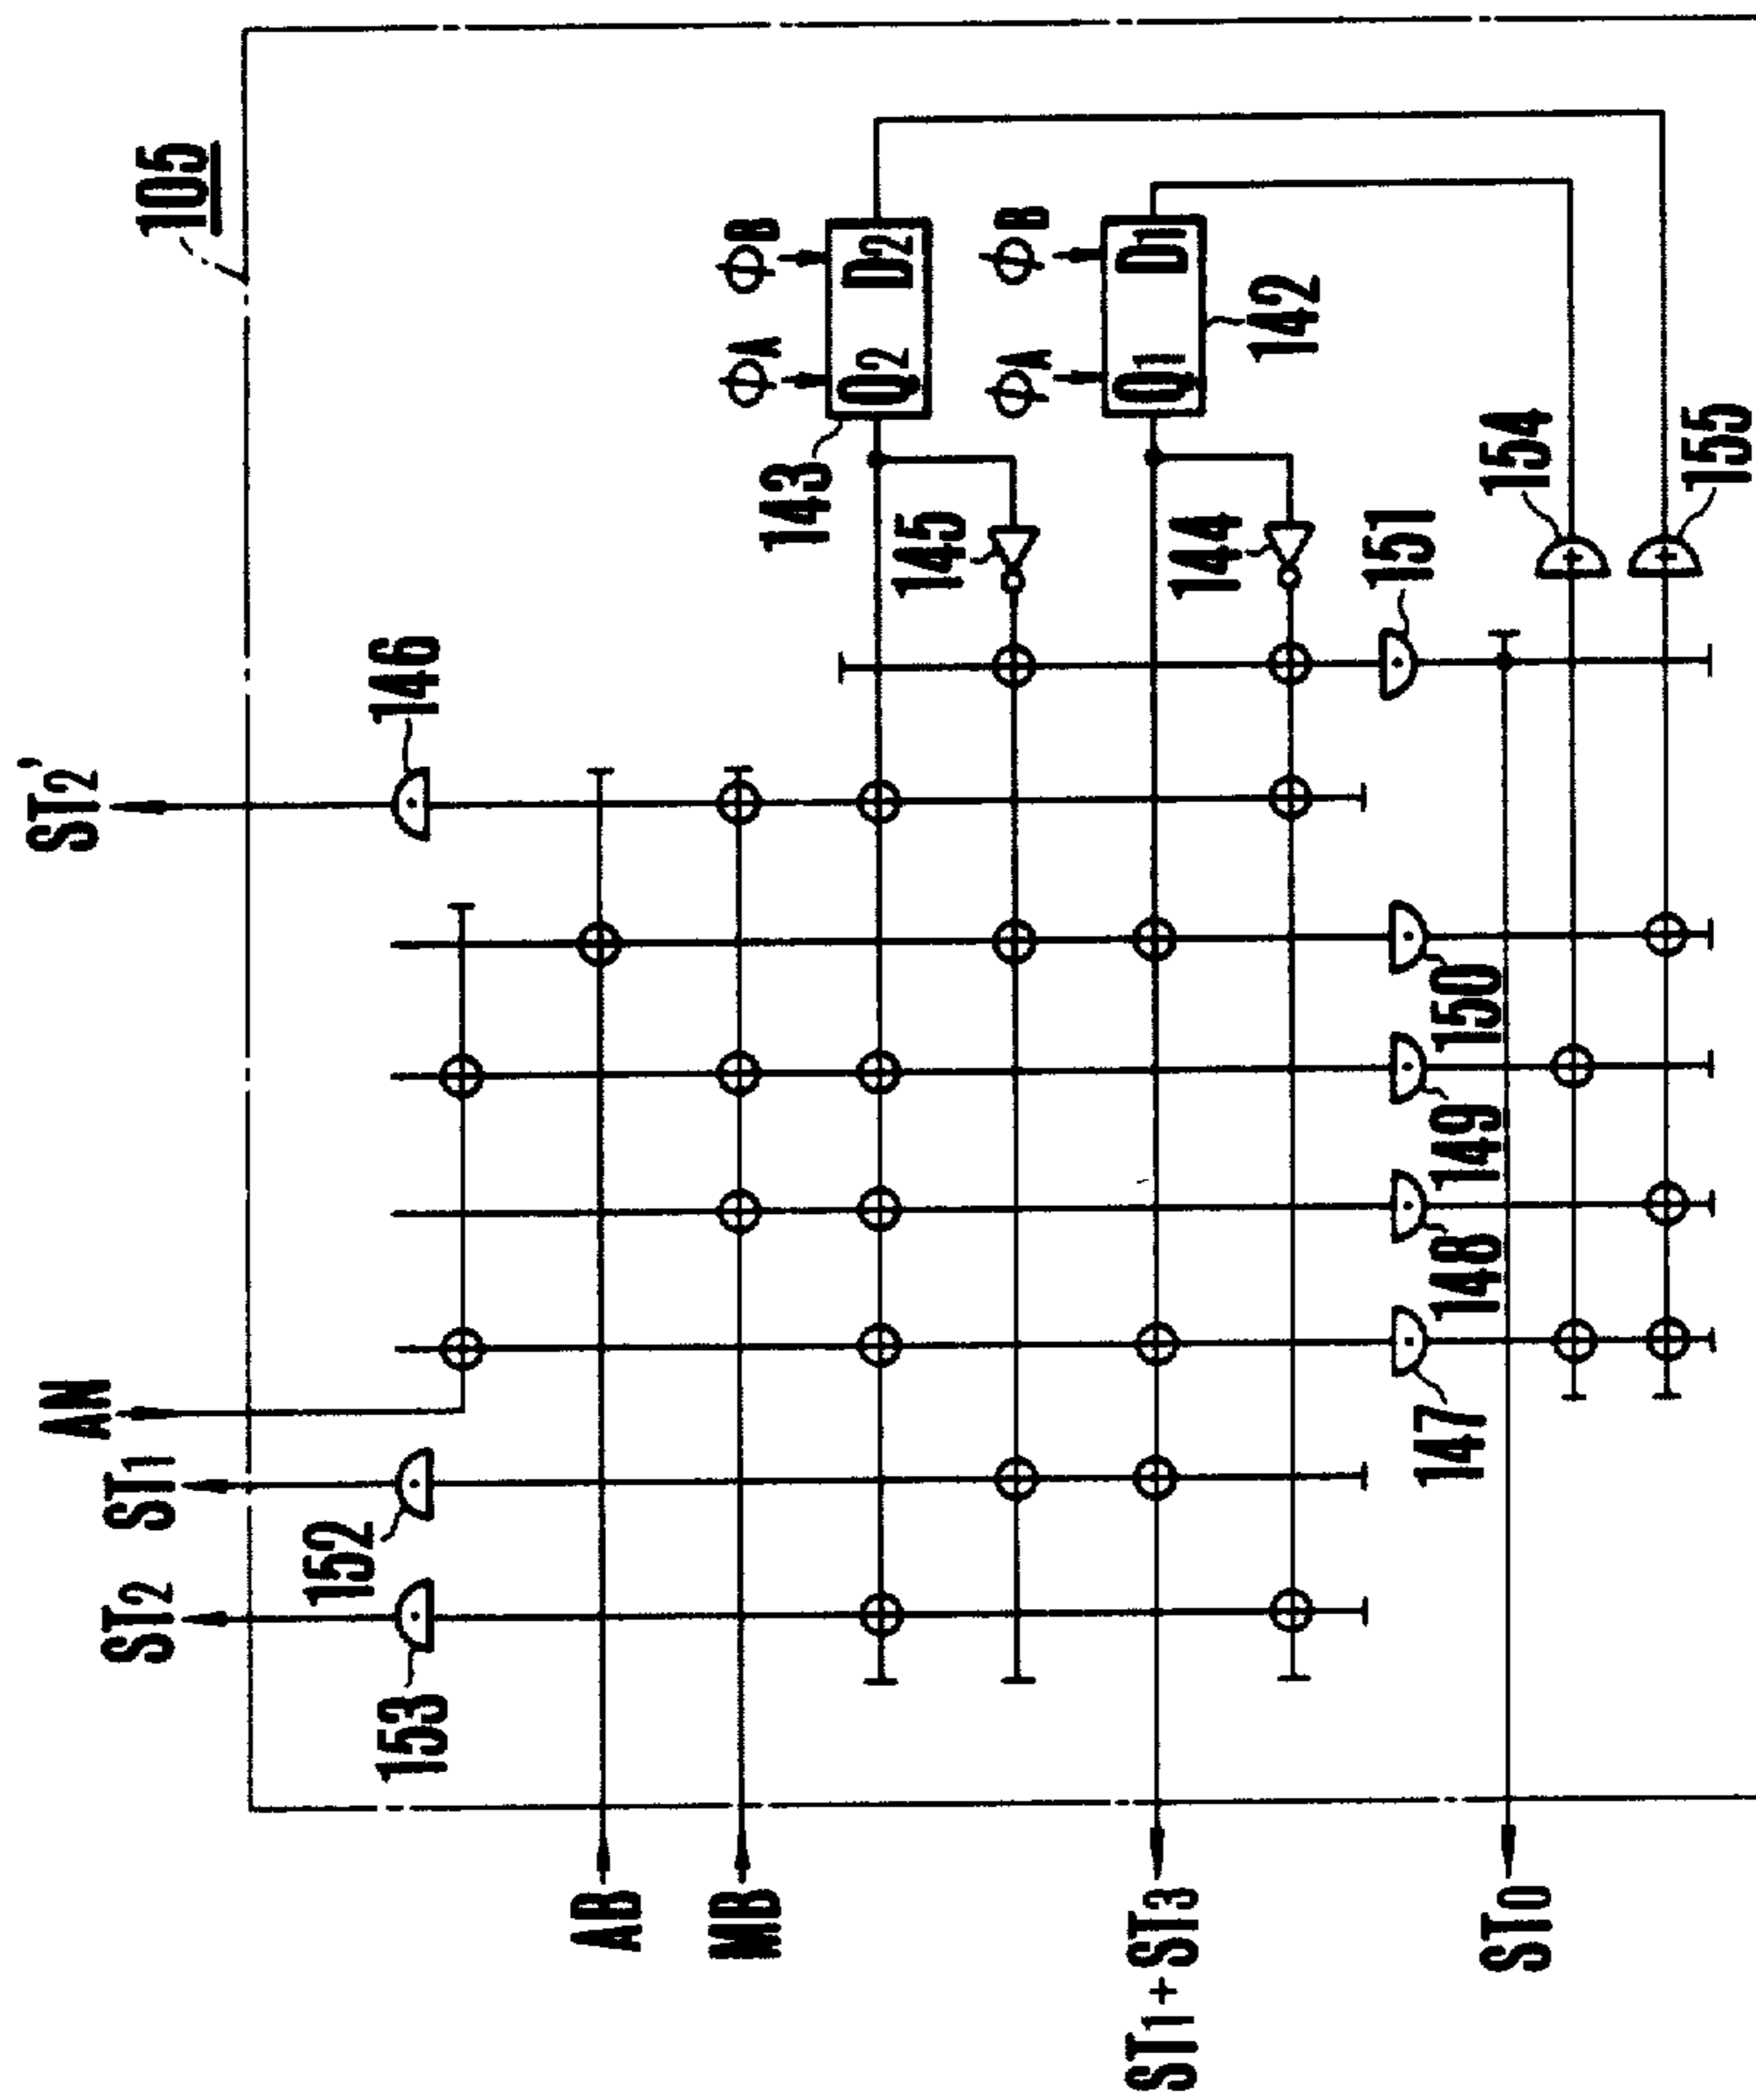 105
ST2'
146
AN
ST1
152
ST2
153
AB
MB
ST1 + ST3
ST0
143
ΦA
ΦB
Q2 D2
145
ΦA
ΦB
Q1 D1
142
144
151
150
149
148
147
154
155